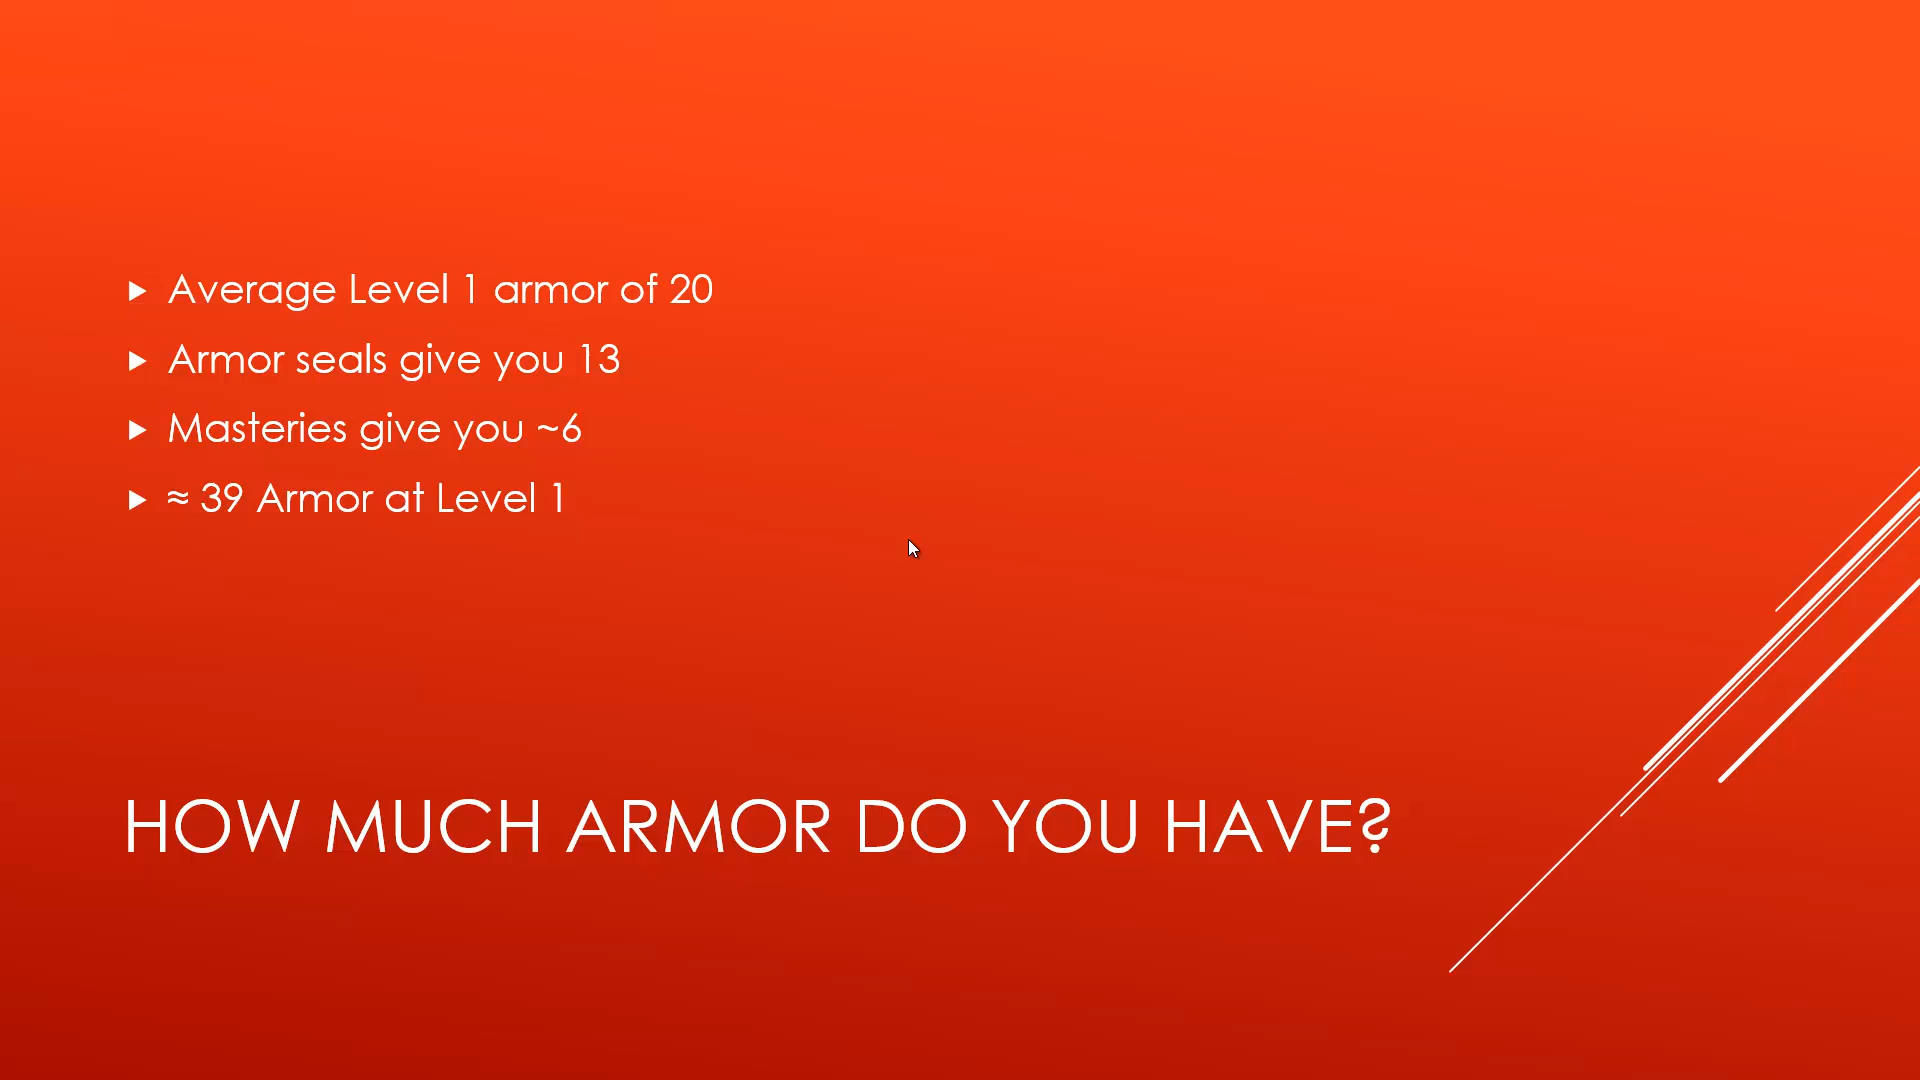 Average Level 1 armor of 20
Armor seals give you 13
Masteries give you ~6
≈ 39 Armor at Level 1
HOW MUCH ARMOR DO YOU HAVE?